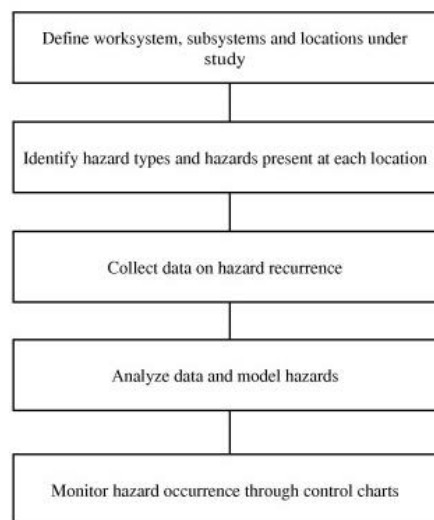 Define worksystem, subsystems and locations under
study
Identify hazard types and hazards present at each location
Collect data on hazard recurrence
Analyze data and model hazards
Monitor hazard occurrence through control charts